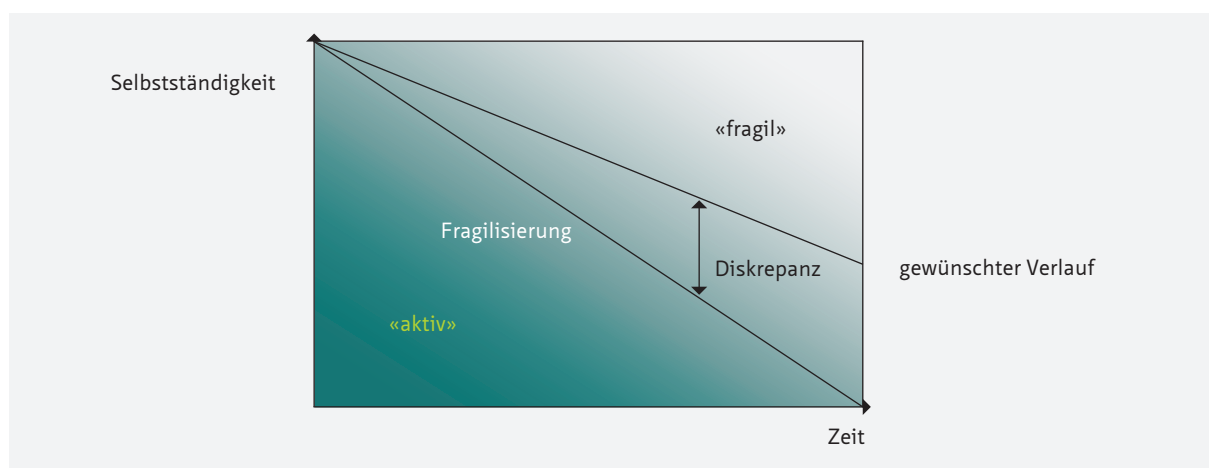 Selbstständigkeit
«fragil»
Fragilisierung
Diskrepanz
gewünschter Verlauf
«aktiv»
Zeit